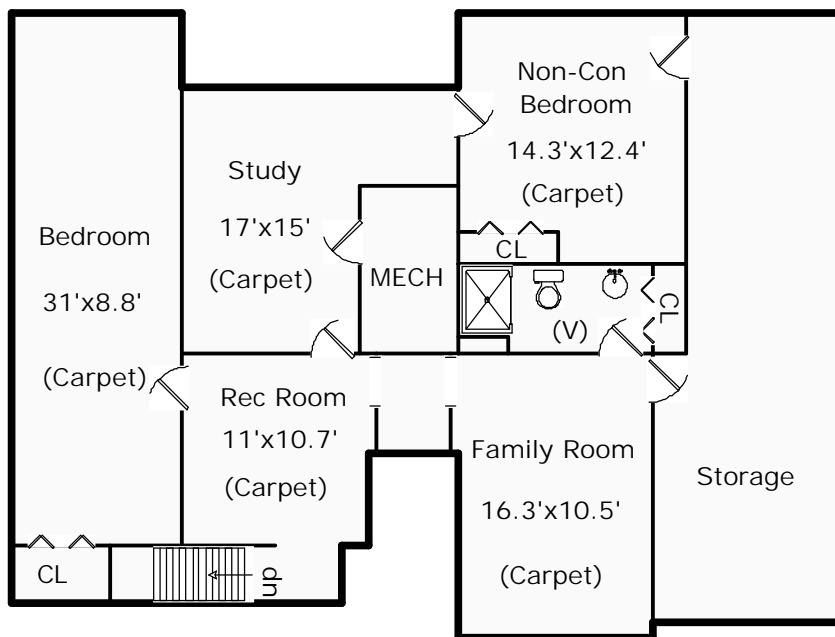 Non-Con
Bedroom
14.3'x12.4'
(Carpet)
Study
17'x15'
(Carpet)
Bedroom
31'x8.8'
(Carpet)
MECH
CL
CL
(V)
Rec Room
11'x10.7'
(Carpet)
Family Room
16.3'x10.5'
(Carpet)
Storage
CL
dn